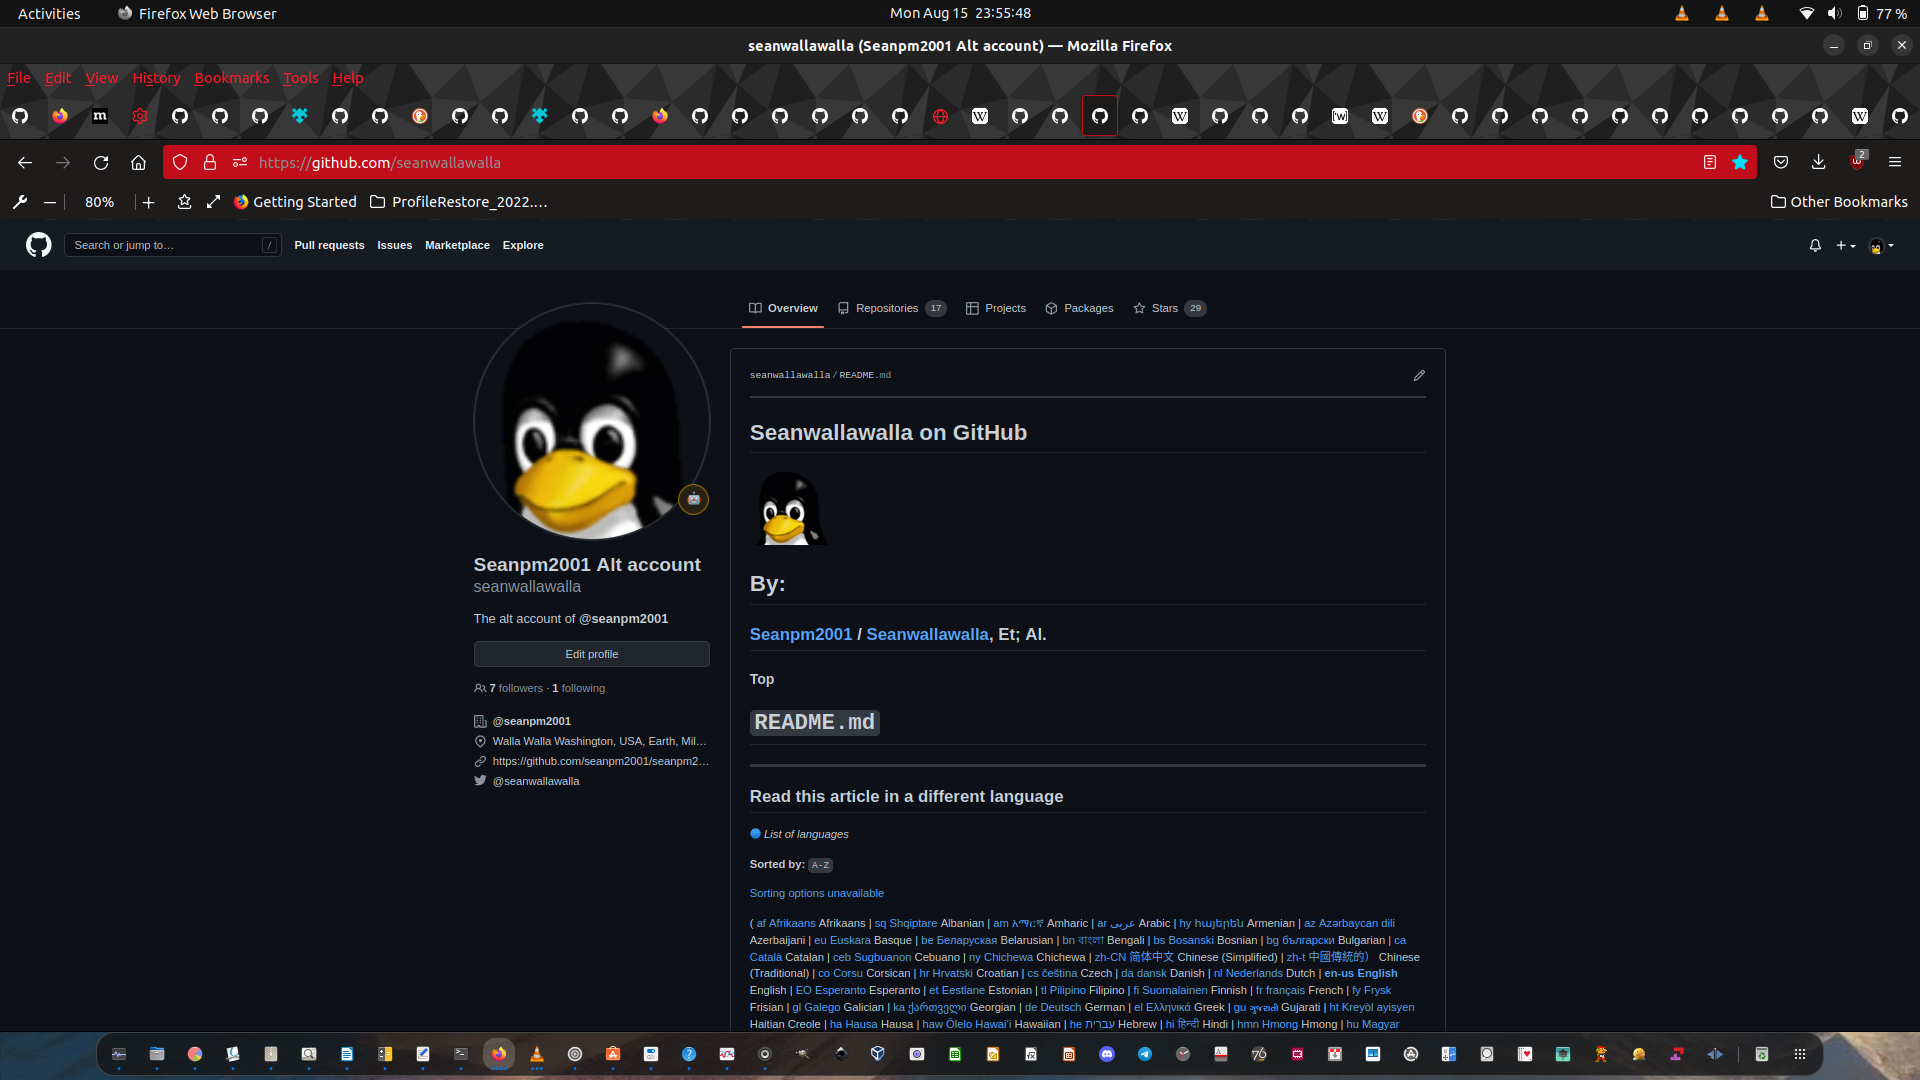 Activities Firefox Web Browser Mon Aug 15 23:55:48 77 %
seanwallawalla (Seanpm2001 Alt account) — Mozilla Firefox
File Edit View History Bookmarks Tools Help
https://github.com/seanwallawalla 2
80% Getting Started ProfileRestore_2022.… Other Bookmarks
Search or jump to… / Pull requests Issues Marketplace Explore
Overview Repositories 17 Projects Packages Stars 29
seanwallawalla/README.md
Seanwallawalla on GitHub
Seanpm2001 Alt account
seanwallawalla
The alt account of @seanpm2001
Edit profile
7 followers · 1 following
@seanpm2001
Walla Walla Washington, USA, Earth, Mil…
https://github.com/seanpm2001/seanpm2…
@seanwallawalla
By:
Seanpm2001 / Seanwallawalla, Et; Al.
Top
README.md
Read this article in a different language
List of languages
Sorted by: A-Z
Sorting options unavailable
( af Afrikaans Afrikaans | sq Shqiptare Albanian | am አማርኛ Amharic | ar عربى Arabic | hy հայերեն Armenian | az Azərbaycan dili
Azerbaijani | eu Euskara Basque | be Беларуская Belarusian | bn বাংলা Bengali | bs Bosanski Bosnian | bg български Bulgarian | ca
Català Catalan | ceb Sugbuanon Cebuano | ny Chichewa Chichewa | zh-CN 简体中文 Chinese (Simplified) | zh-t 中國傳統的） Chinese
(Traditional) | co Corsu Corsican | hr Hrvatski Croatian | cs čeština Czech | da dansk Danish | nl Nederlands Dutch | en-us English
English | EO Esperanto Esperanto | et Eestlane Estonian | tl Pilipino Filipino | fi Suomalainen Finnish | fr français French | fy Frysk
Frisian | gl Galego Galician | ka ქართველი Georgian | de Deutsch German | el Ελληνικά Greek | gu ગુજરાતી Gujarati | ht Kreyòl ayisyen
Haitian Creole | ha Hausa Hausa | haw Ōlelo Hawaiʻi Hawaiian | he עִברִית Hebrew | hi हिन्दी Hindi | hmn Hmong Hmong | hu Magyar